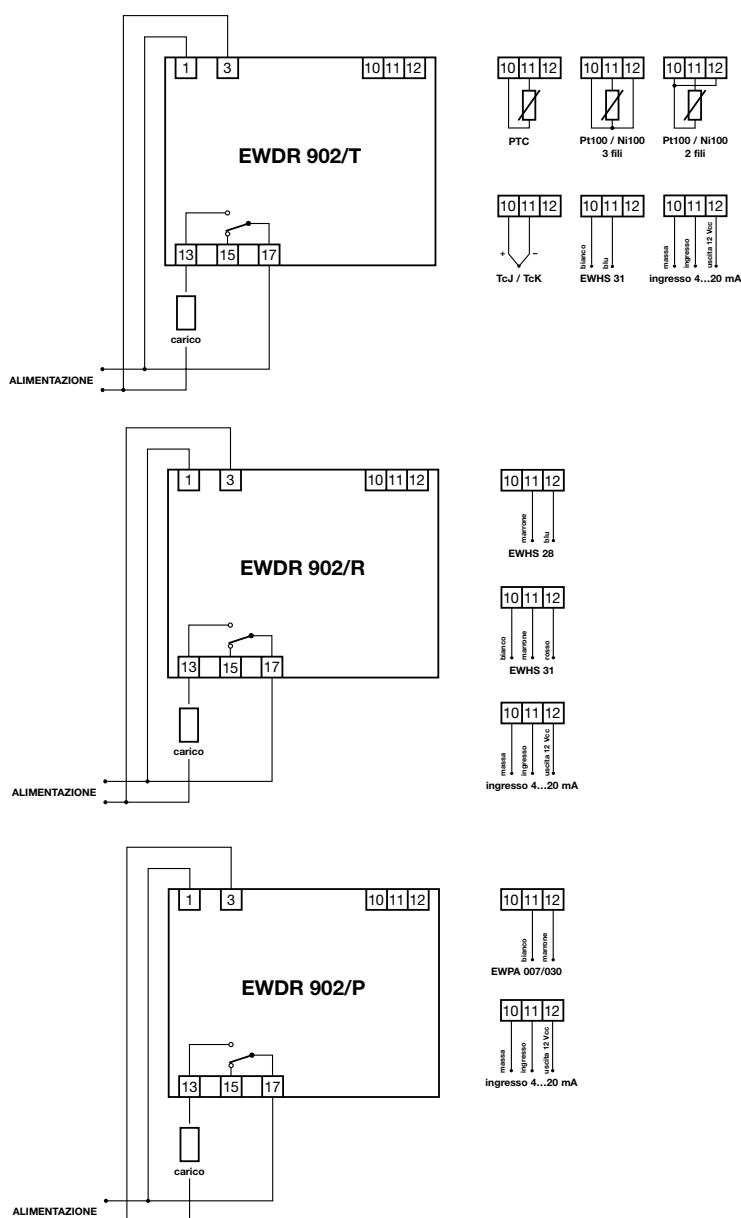 1 3 10 11 12
EWDR 902/T
13 15 17
carico
ALIMENTAZIONE
10 11 12
PTC
10 11 12
Pt100 / Ni100
3 fili
10 11 12
Pt100 / Ni100
2 fili
10 11 12
+ –
TcJ / TcK
10 11 12
bianco
blu
EWHS 31
10 11 12
massa
ingresso
uscita 12 Vcc
ingresso 4...20 mA
1 3 10 11 12
EWDR 902/R
13 15 17
carico
ALIMENTAZIONE
10 11 12
marrone
blu
EWHS 28
10 11 12
bianco
marrone
rosso
EWHS 31
10 11 12
massa
ingresso
uscita 12 Vcc
ingresso 4...20 mA
1 3 10 11 12
EWDR 902/P
13 15 17
carico
ALIMENTAZIONE
10 11 12
bianco
marrone
EWPA 007/030
10 11 12
massa
ingresso
uscita 12 Vcc
ingresso 4...20 mA